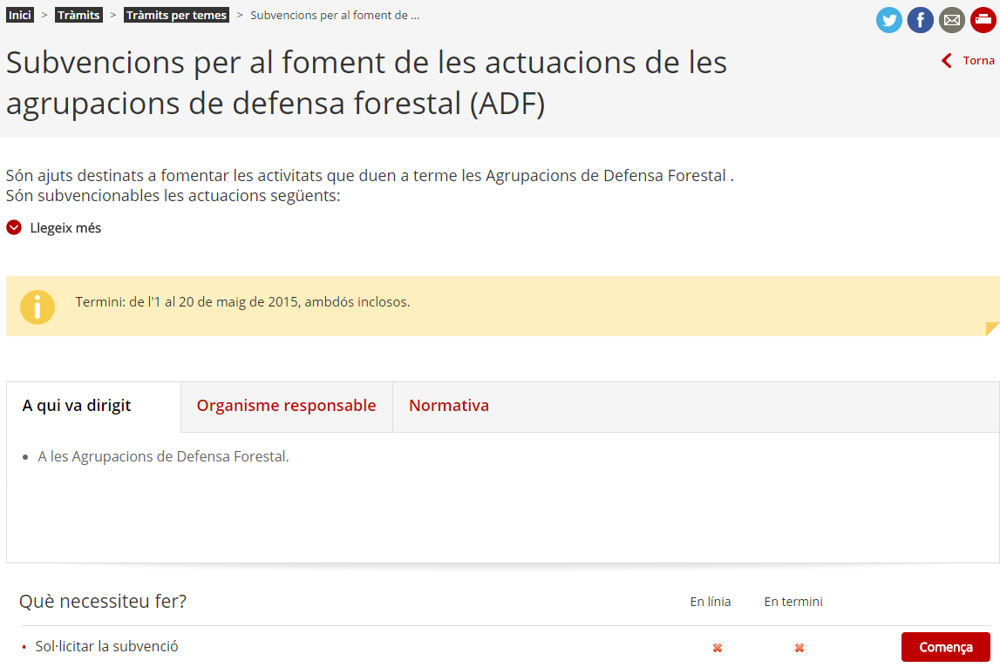 Inici > Tràmits > Tràmits per temes > Subvencions per al foment de ...
Subvencions per al foment de les actuacions de les
agrupacions de defensa forestal (ADF)
Torna
Són ajuts destinats a fomentar les activitats que duen a terme les Agrupacions de Defensa Forestal .
Són subvencionables les actuacions següents:
Llegeix més
Termini: de l'1 al 20 de maig de 2015, ambdós inclosos.
A qui va dirigit Organisme responsable Normativa
• A les Agrupacions de Defensa Forestal.
Què necessiteu fer? En línia En termini
• Sol·licitar la subvenció Comença